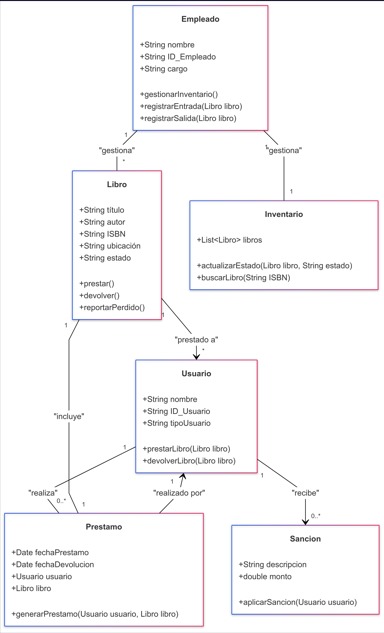 Empleado
+String nombre
+String ID_Empleado
+String cargo
+gestionarInventario()
+registrarEntrada(Libro libro)
+registrarSalida(Libro libro)
1
1
"gestiona"
"gestiona"
*
1
Libro
+String título
+String autor
+String ISBN
+String ubicación
+String estado
+prestar()
+devolver()
+reportarPerdido()
Inventario
+List<Libro> libros
+actualizarEstado(Libro libro, String estado)
+buscarLibro(String ISBN)
1
1
"prestado a"
*
Usuario
+String nombre
+String ID_Usuario
+String tipoUsuario
+prestarLibro(Libro libro)
+devolverLibro(Libro libro)
"incluye"
1
1
1
"realiza"
"realizado por"
"recibe"
0..*
1
0..*
Prestamo
+Date fechaPrestamo
+Date fechaDevolucion
+Usuario usuario
+Libro libro
+generarPrestamo(Usuario usuario, Libro libro)
Sancion
+String descripcion
+double monto
+aplicarSancion(Usuario usuario)